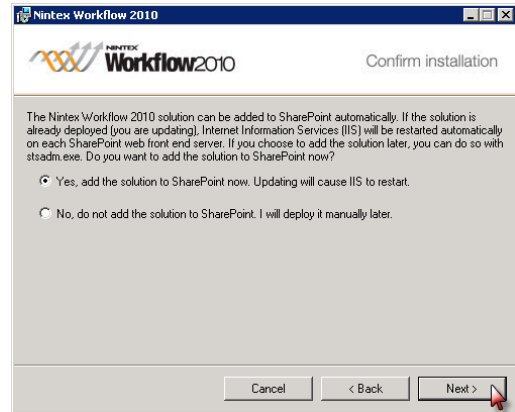 Nintex Workflow 2010
NINTEX
Workflow2010
Confirm installation
The Nintex Workflow 2010 solution can be added to SharePoint automatically. If the solution is
already deployed (you are updating), Internet Information Services (IIS) will be restarted automatically
on each SharePoint web front end server. If you choose to add the solution later, you can do so with
stsadm.exe. Do you want to add the solution to SharePoint now?
Yes, add the solution to SharePoint now. Updating will cause IIS to restart.
No, do not add the solution to SharePoint. I will deploy it manually later.
Cancel
< Back
Next >